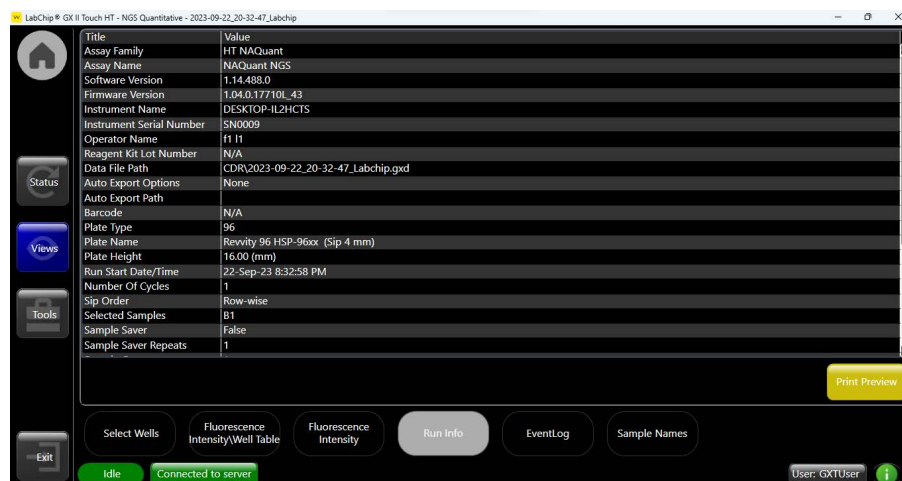 LabChip® GX II Touch HT - NGS Quantitative - 2023-09-22_20-32-47_Labchip
Title Value
Assay Family HT NAQuant
Assay Name NAQuant NGS
Software Version 1.14.488.0
Firmware Version 1.04.0.17710L_43
Instrument Name DESKTOP-IL2HCTS
Instrument Serial Number SN0009
Operator Name f1 l1
Reagent Kit Lot Number N/A
Data File Path CDR\2023-09-22_20-32-47_Labchip.gxd
Auto Export Options None
Auto Export Path
Barcode N/A
Plate Type 96
Plate Name Revvity 96 HSP-96xx (Sip 4 mm)
Plate Height 16.00 (mm)
Run Start Date/Time 22-Sep-23 8:32:58 PM
Number Of Cycles 1
Sip Order Row-wise
Selected Samples B1
Sample Saver False
Sample Saver Repeats 1
Status
Views
Tools
Exit
Print Preview
Select Wells
Fluorescence
Intensity\Well Table
Fluorescence
Intensity
Run Info
EventLog
Sample Names
Idle
Connected to server
User: GXTUser